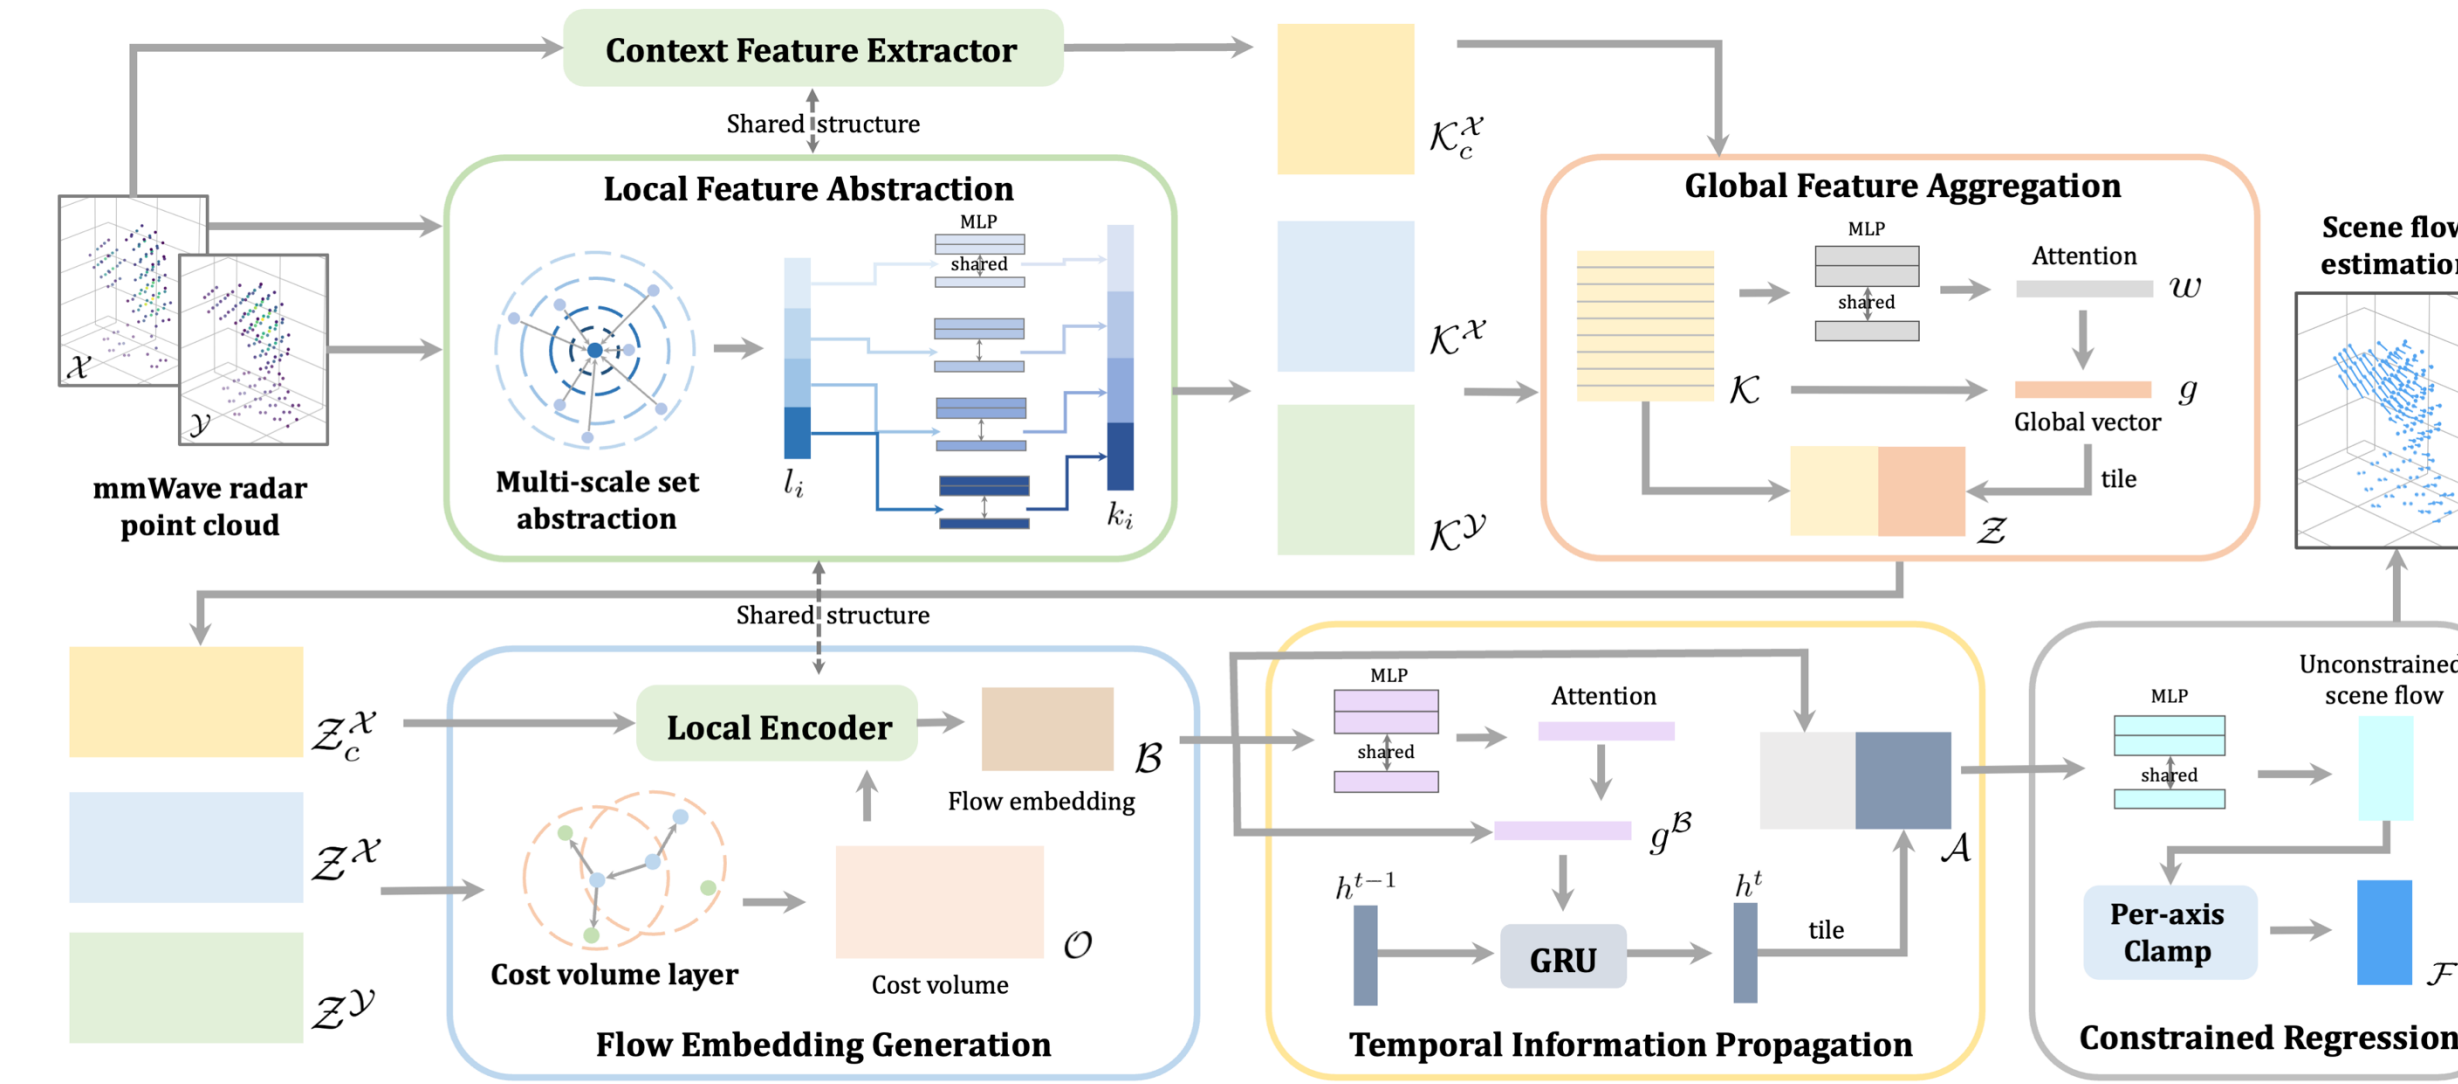 Context Feature Extractor
Shared structure
𝒦_c^𝒳
Local Feature Abstraction
MLP
shared
Multi-scale set
abstraction
l_i
k_i
𝒳
𝒴
mmWave radar
point cloud
𝒦^𝒳
𝒦^𝒴
Global Feature Aggregation
MLP
shared
Attention
w
𝒦
g
Global vector
tile
𝒵
Scene flow
estimation
Shared structure
𝒵_c^𝒳
𝒵^𝒳
𝒵^𝒴
Local Encoder
ℬ
Flow embedding
Cost volume layer
𝒪
Cost volume
Flow Embedding Generation
MLP
shared
Attention
g^ℬ
h^{t-1}
GRU
h^t
tile
𝒜
Temporal Information Propagation
MLP
shared
Unconstrained
scene flow
Per-axis
Clamp
ℱ
Constrained Regression